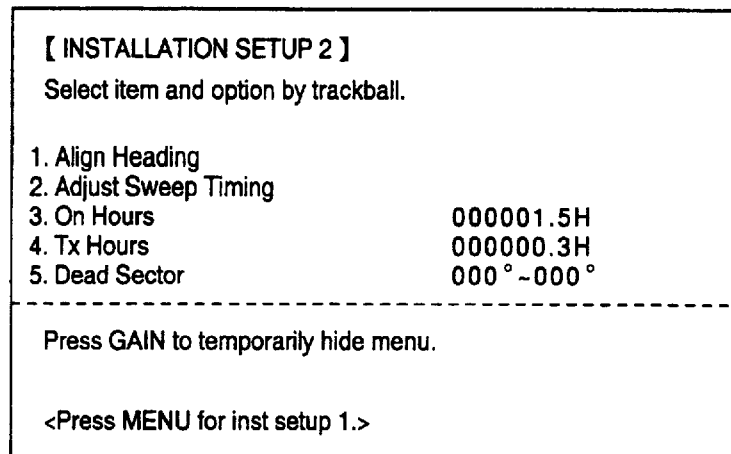 【 INSTALLATION SETUP 2 】
Select item and option by trackball.
1. Align Heading
2. Adjust Sweep Timing
3. On Hours 000001.5H
4. Tx Hours 000000.3H
5. Dead Sector 000°~000°
Press GAIN to temporarily hide menu.
<Press MENU for inst setup 1.>